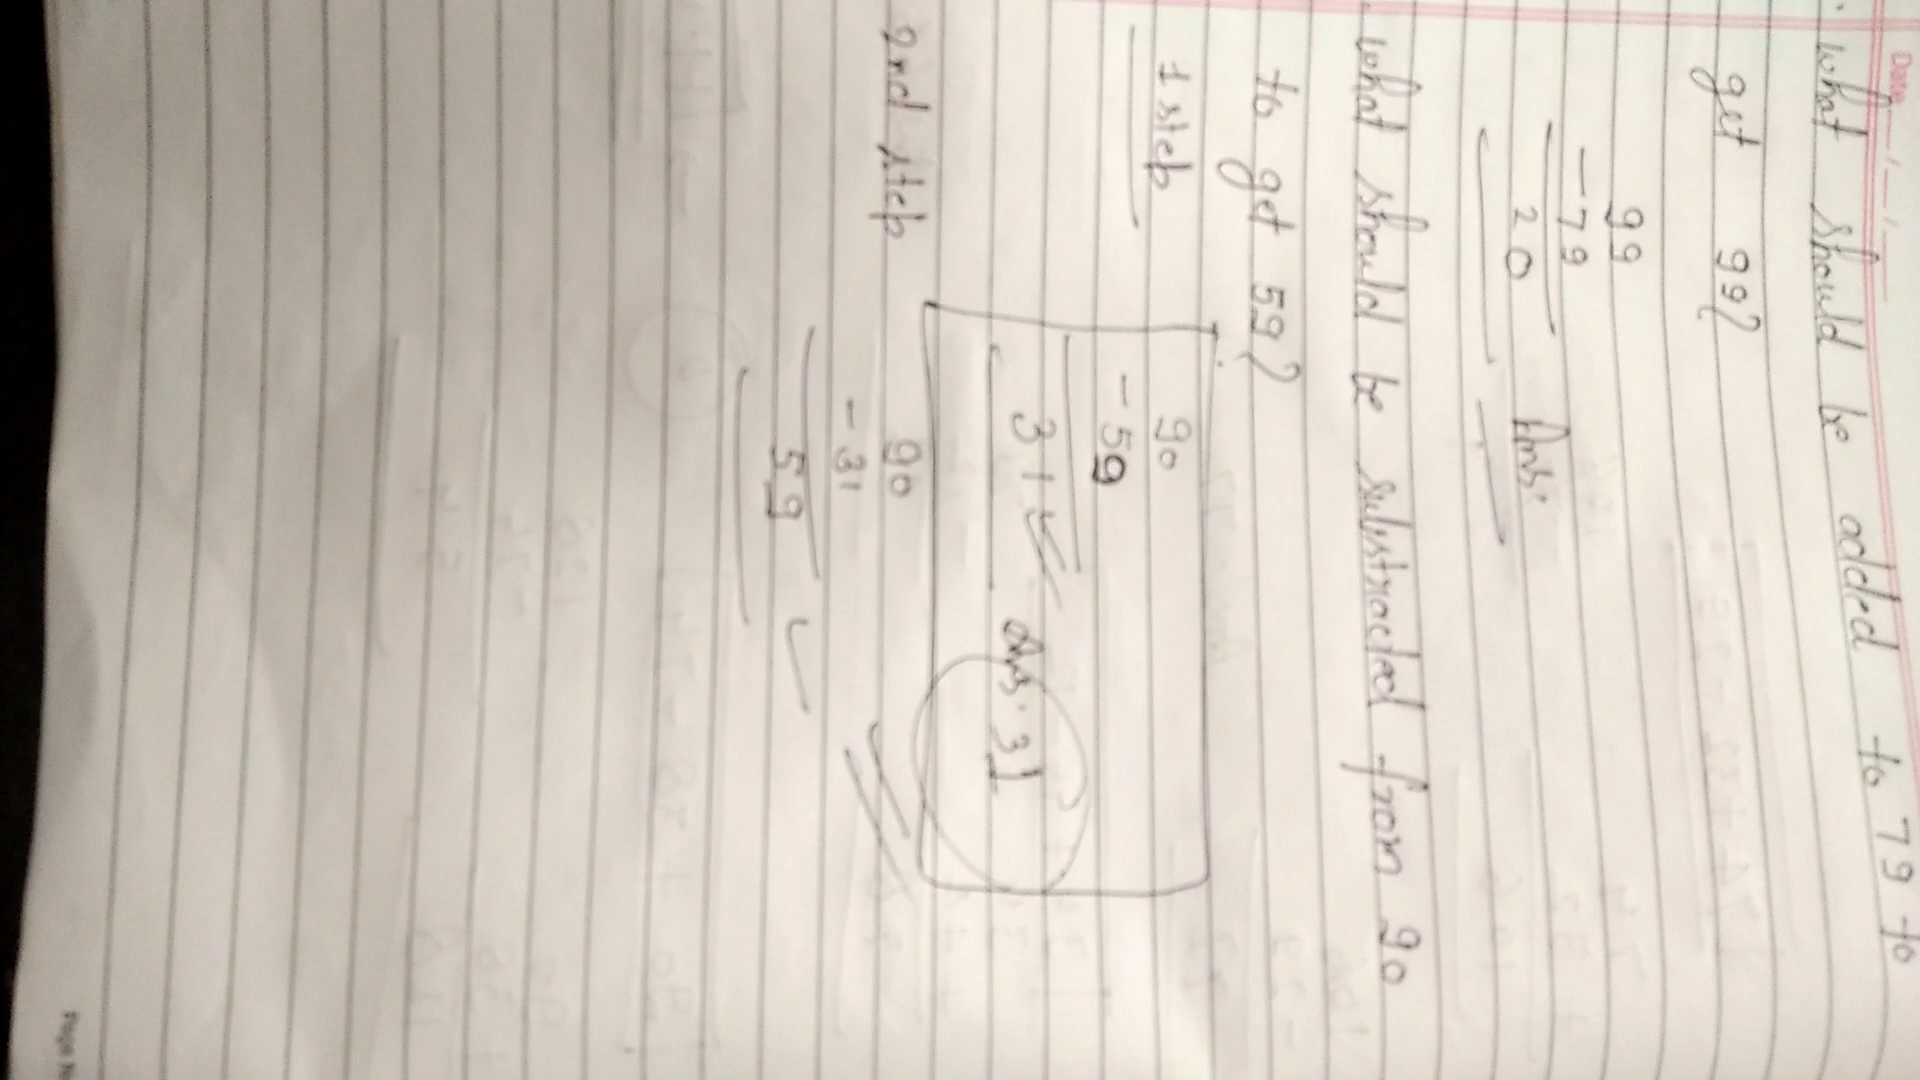 Date
. What should be added to 79 to
get 99?
99
- 79
20 Ans.
. What should be substracted from 90
to get 59?
1 step
90
- 59
31 Ans. 31
2nd step
90
- 31
59